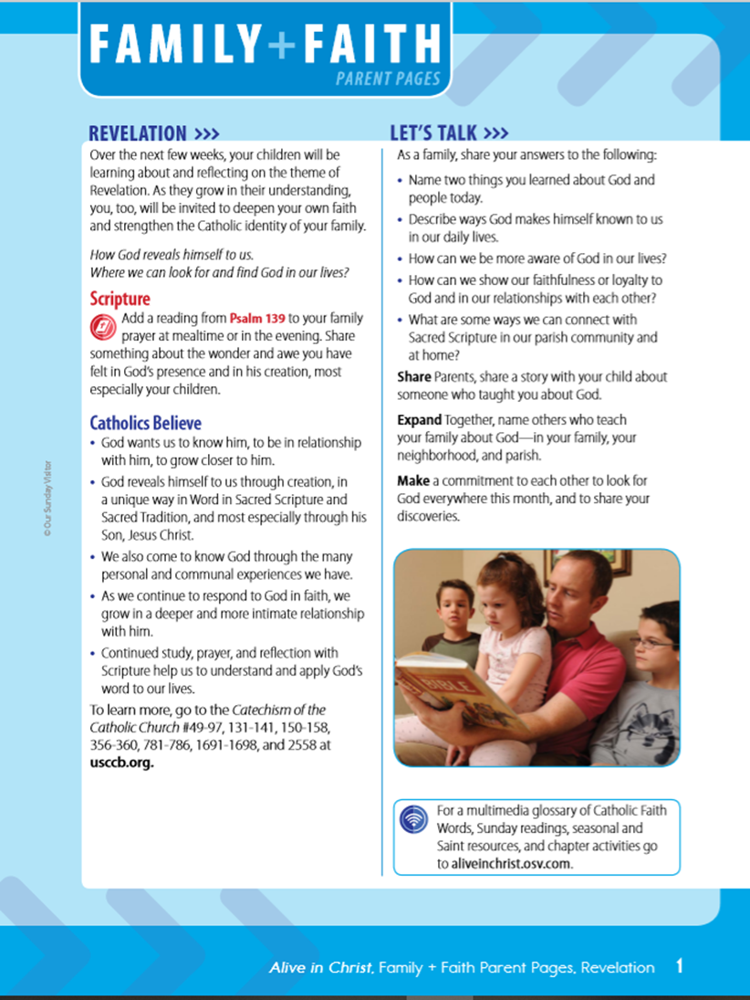 FAMILY+FAITH
PARENT PAGES
REVELATION >>>
Over the next few weeks, your children will be
learning about and reflecting on the theme of
Revelation. As they grow in their understanding,
you, too, will be invited to deepen your own faith
and strengthen the Catholic identity of your family.
How God reveals himself to us.
Where we can look for and find God in our lives?
Scripture
Add a reading from Psalm 139 to your family
prayer at mealtime or in the evening. Share
something about the wonder and awe you have
felt in God's presence and in his creation, most
especially your children.
Catholics Believe
• God wants us to know him, to be in relationship
with him, to grow closer to him.
• God reveals himself to us through creation, in
a unique way in Word in Sacred Scripture and
Sacred Tradition, and most especially through his
Son, Jesus Christ.
• We also come to know God through the many
personal and communal experiences we have.
• As we continue to respond to God in faith, we
grow in a deeper and more intimate relationship
with him.
• Continued study, prayer, and reflection with
Scripture help us to understand and apply God's
word to our lives.
To learn more, go to the Catechism of the
Catholic Church #49-97, 131-141, 150-158,
356-360, 781-786, 1691-1698, and 2558 at
usccb.org.
LET'S TALK >>>
As a family, share your answers to the following:
• Name two things you learned about God and
people today.
• Describe ways God makes himself known to us
in our daily lives.
• How can we be more aware of God in our lives?
• How can we show our faithfulness or loyalty to
God and in our relationships with each other?
• What are some ways we can connect with
Sacred Scripture in our parish community and
at home?
Share Parents, share a story with your child about
someone who taught you about God.
Expand Together, name others who teach
your family about God—in your family, your
neighborhood, and parish.
Make a commitment to each other to look for
God everywhere this month, and to share your
discoveries.
BIBLE
For a multimedia glossary of Catholic Faith
Words, Sunday readings, seasonal and
Saint resources, and chapter activities go
to aliveinchrist.osv.com.
© Our Sunday Visitor
Alive in Christ, Family + Faith Parent Pages, Revelation 1